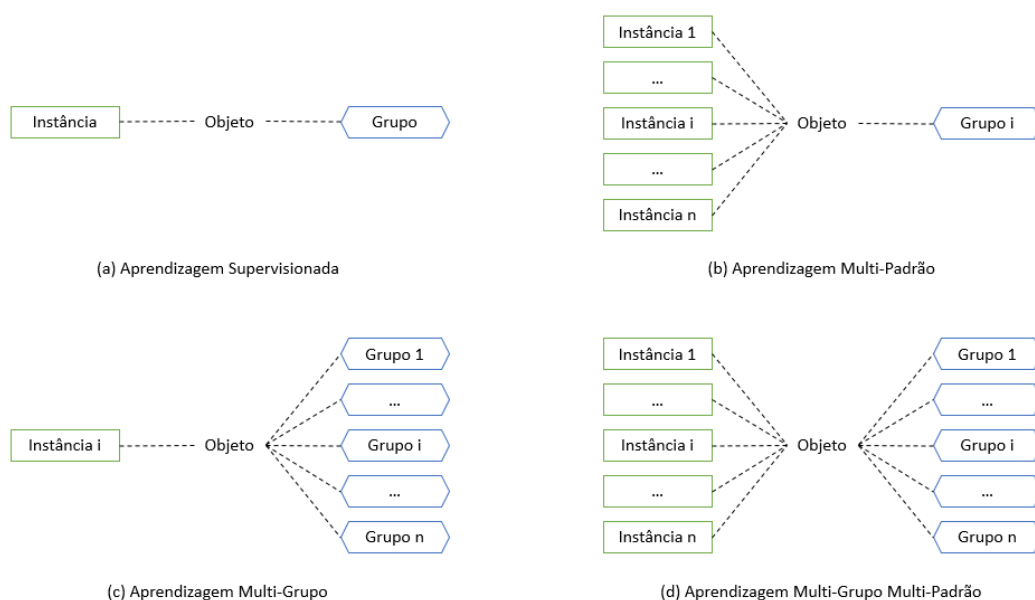 Instância
Objeto
Grupo
(a) Aprendizagem Supervisionada
Instância 1
...
Instância i
...
Instância n
Objeto
Grupo i
(b) Aprendizagem Multi-Padrão
Instância i
Objeto
Grupo 1
...
Grupo i
...
Grupo n
(c) Aprendizagem Multi-Grupo
Instância 1
...
Instância i
...
Instância n
Objeto
Grupo 1
...
Grupo i
...
Grupo n
(d) Aprendizagem Multi-Grupo Multi-Padrão